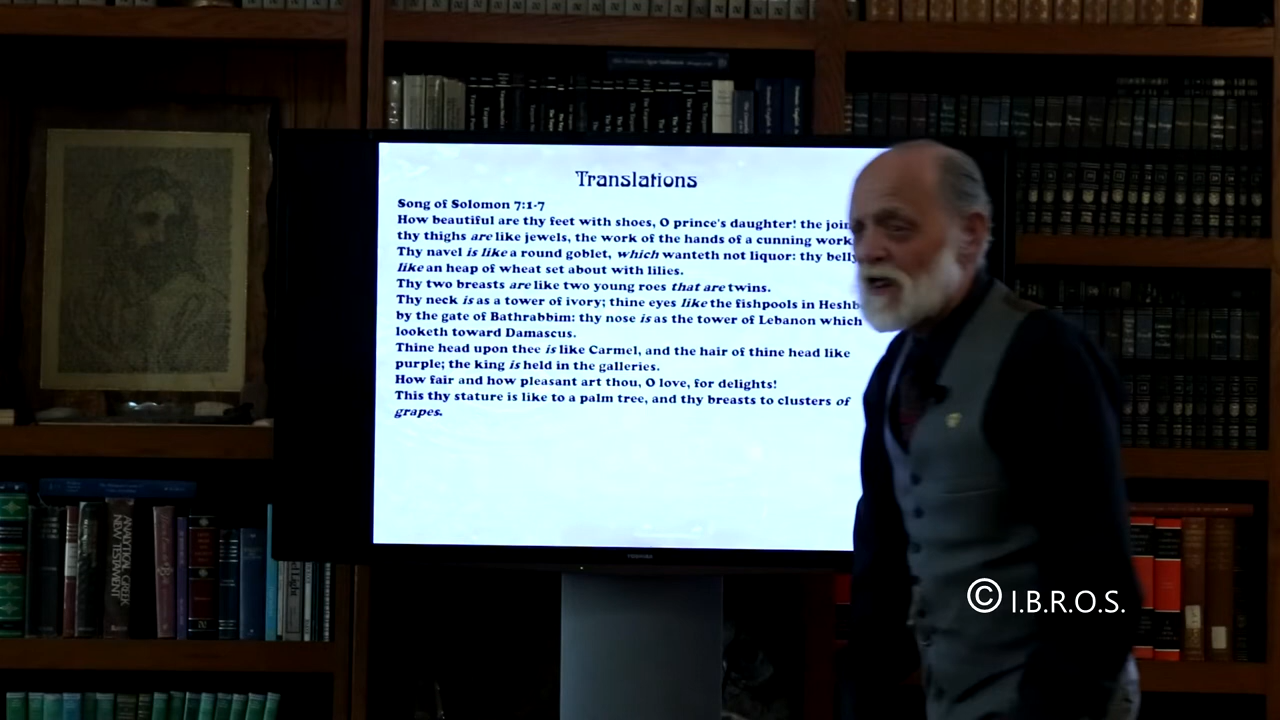 Translations
Song of Solomon 7:1-7
How beautiful are thy feet with shoes, O prince's daughter! the join
thy thighs are like jewels, the work of the hands of a cunning work
Thy navel is like a round goblet, which wanteth not liquor: thy belly
like an heap of wheat set about with lilies.
Thy two breasts are like two young roes that are twins.
Thy neck is as a tower of ivory; thine eyes like the fishpools in Heshb
by the gate of Bathrabbim: thy nose is as the tower of Lebanon which
looketh toward Damascus.
Thine head upon thee is like Carmel, and the hair of thine head like
purple; the king is held in the galleries.
How fair and how pleasant art thou, O love, for delights!
This thy stature is like to a palm tree, and thy breasts to clusters of
grapes.
TOSHIBA
ANALYTICAL GREEK
NEW TESTAMENT
© I.B.R.O.S.